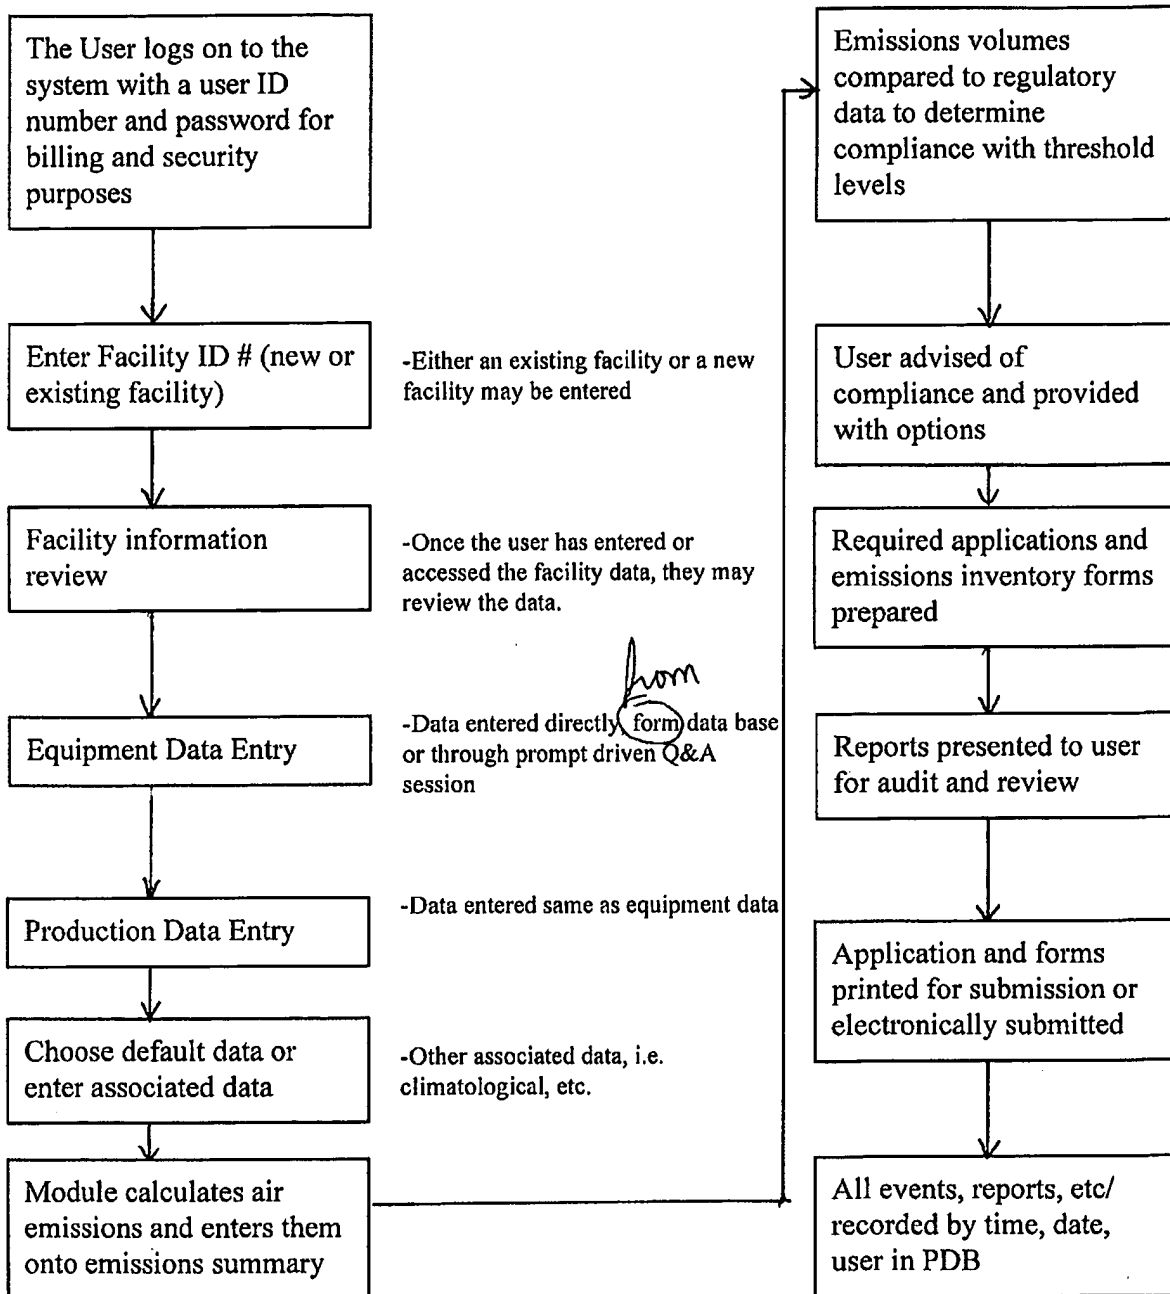 The User logs on to the
system with a user ID
number and password for
billing and security
purposes
Enter Facility ID # (new or
existing facility)
-Either an existing facility or a new
facility may be entered
Facility information
review
-Once the user has entered or
accessed the facility data, they may
review the data.
from
Equipment Data Entry
-Data entered directly form data base
or through prompt driven Q&A
session
Production Data Entry
-Data entered same as equipment data
Choose default data or
enter associated data
-Other associated data, i.e.
climatological, etc.
Module calculates air
emissions and enters them
onto emissions summary
Emissions volumes
compared to regulatory
data to determine
compliance with threshold
levels
User advised of
compliance and provided
with options
Required applications and
emissions inventory forms
prepared
Reports presented to user
for audit and review
Application and forms
printed for submission or
electronically submitted
All events, reports, etc/
recorded by time, date,
user in PDB